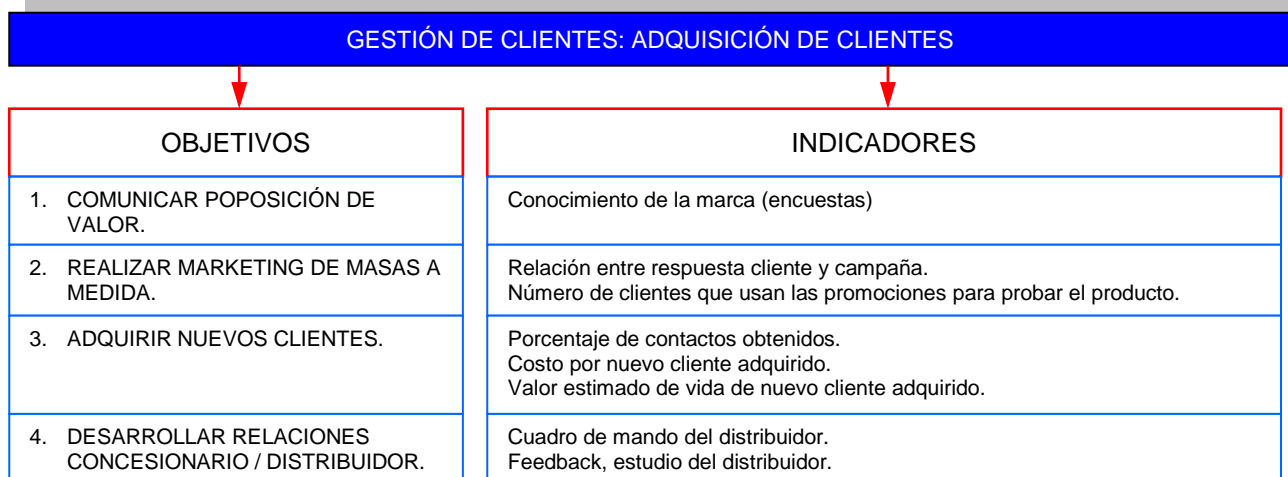 GESTIÓN DE CLIENTES: ADQUISICIÓN DE CLIENTES
OBJETIVOS
INDICADORES
1. COMUNICAR POPOSICIÓN DE
VALOR.
Conocimiento de la marca (encuestas)
2. REALIZAR MARKETING DE MASAS A
MEDIDA.
Relación entre respuesta cliente y campaña.
Número de clientes que usan las promociones para probar el producto.
3. ADQUIRIR NUEVOS CLIENTES.
Porcentaje de contactos obtenidos.
Costo por nuevo cliente adquirido.
Valor estimado de vida de nuevo cliente adquirido.
4. DESARROLLAR RELACIONES
CONCESIONARIO / DISTRIBUIDOR.
Cuadro de mando del distribuidor.
Feedback, estudio del distribuidor.